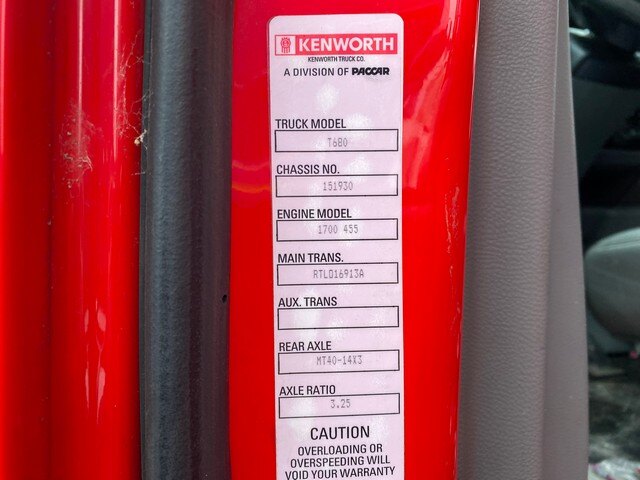 KENWORTH
KENWORTH TRUCK CO.
A DIVISION OF PACCAR
TRUCK MODEL
T680
CHASSIS NO.
151930
ENGINE MODEL
1700 455
MAIN TRANS.
RTLO16913A
AUX. TRANS
REAR AXLE
MT40-14X3
AXLE RATIO
3.25
CAUTION
OVERLOADING OR
OVERSPEEDING WILL
VOID YOUR WARRANTY